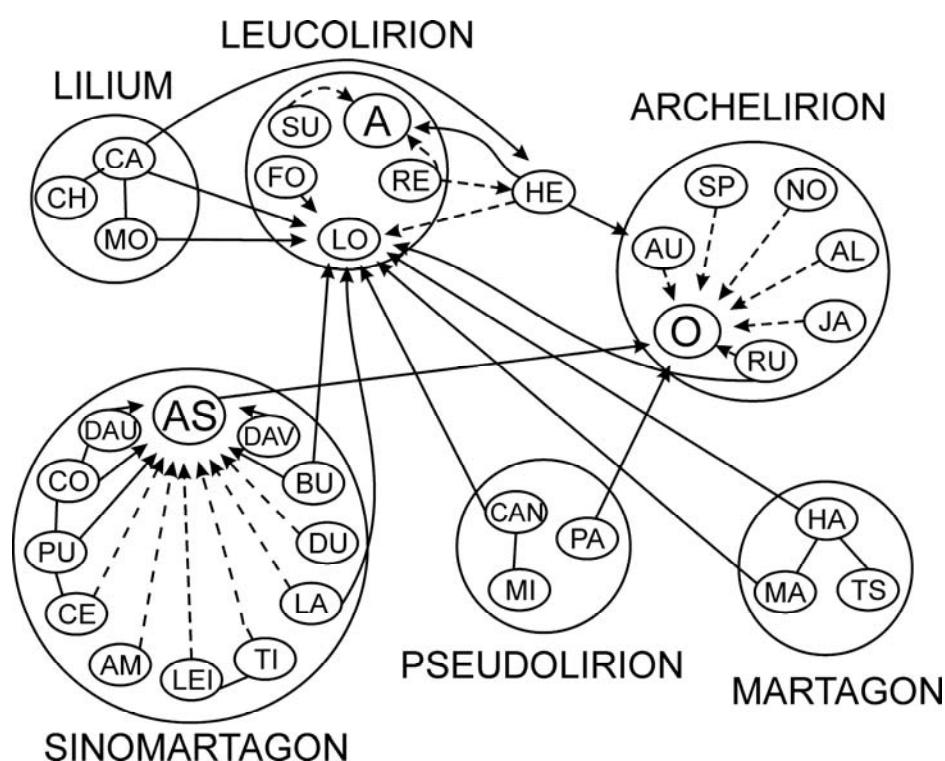 LEUCOLIRION
LILIUM
ARCHELIRION
CA
CH
MO
SU
A
FO
RE
LO
HE
SP
NO
AU
AL
JA
O
RU
AS
DAU
DAV
CO
BU
PU
DU
CE
LA
AM
LEI
TI
CAN
PA
MI
HA
MA
TS
PSEUDOLIRION
MARTAGON
SINOMARTAGON